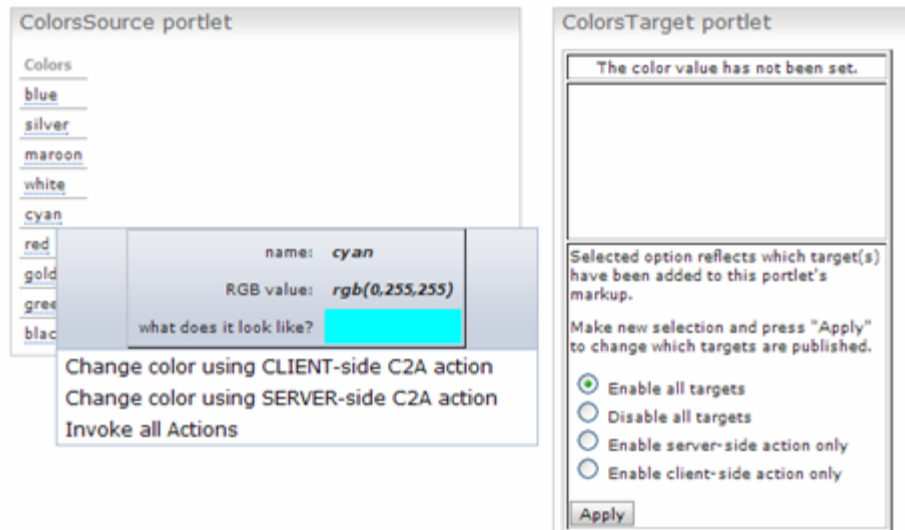 ColorsSource portlet
Colors
blue
silver
maroon
white
cyan
red
gold
gree
blac
name: cyan
RGB value: rgb(0,255,255)
what does it look like?
Change color using CLIENT-side C2A action
Change color using SERVER-side C2A action
Invoke all Actions
ColorsTarget portlet
The color value has not been set.
Selected option reflects which target(s)
have been added to this portlet's
markup.
Make new selection and press "Apply"
to change which targets are published.
Enable all targets
Disable all targets
Enable server-side action only
Enable client-side action only
Apply